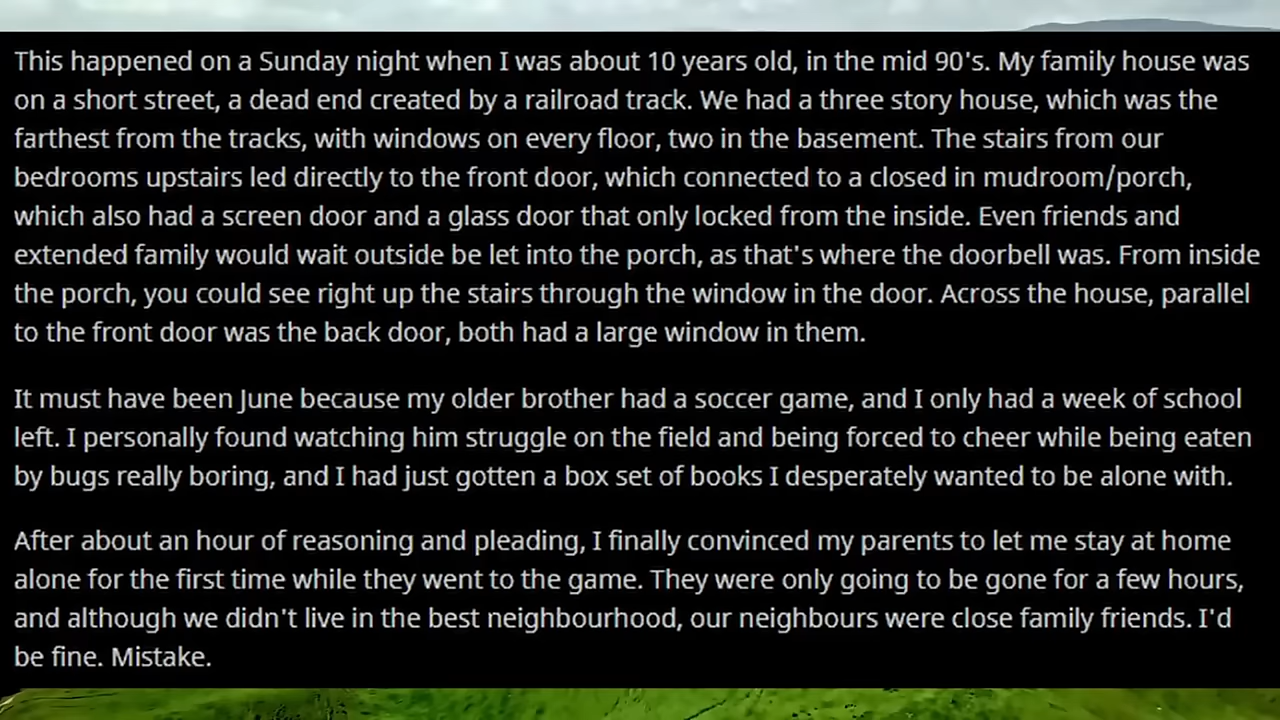 This happened on a Sunday night when I was about 10 years old, in the mid 90's. My family house was
on a short street, a dead end created by a railroad track. We had a three story house, which was the
farthest from the tracks, with windows on every floor, two in the basement. The stairs from our
bedrooms upstairs led directly to the front door, which connected to a closed in mudroom/porch,
which also had a screen door and a glass door that only locked from the inside. Even friends and
extended family would wait outside be let into the porch, as that's where the doorbell was. From inside
the porch, you could see right up the stairs through the window in the door. Across the house, parallel
to the front door was the back door, both had a large window in them.
It must have been June because my older brother had a soccer game, and I only had a week of school
left. I personally found watching him struggle on the field and being forced to cheer while being eaten
by bugs really boring, and I had just gotten a box set of books I desperately wanted to be alone with.
After about an hour of reasoning and pleading, I finally convinced my parents to let me stay at home
alone for the first time while they went to the game. They were only going to be gone for a few hours,
and although we didn't live in the best neighbourhood, our neighbours were close family friends. I'd
be fine. Mistake.